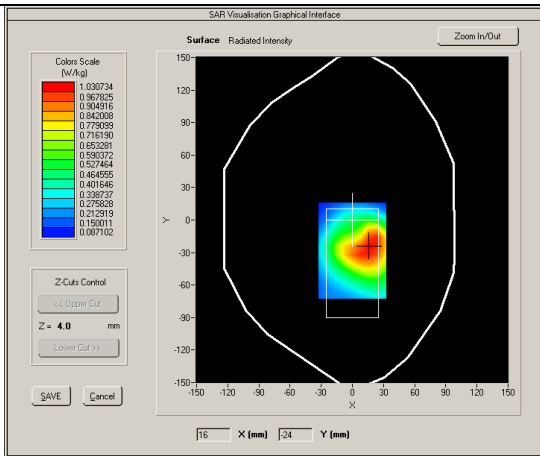 SAR Visualisation Graphical Interface
Surface Radiated Intensity
Zoom In/Out
Colors Scale
(W/kg)
1.030734
0.967825
0.904916
0.842008
0.779099
0.716190
0.653281
0.590372
0.527464
0.464555
0.401646
0.338737
0.275828
0.212919
0.150011
0.087102
150
120
90
60
30
0
-30
-60
-90
-120
-150
Y
-150 -120 -90 -60 -30 0 30 60 90 120 150
X
Z-Cuts Control
<< Upper Cut
Z = 4.0 mm
Lower Cut >>
SAVE Cancel
16 X (mm) -24 Y (mm)